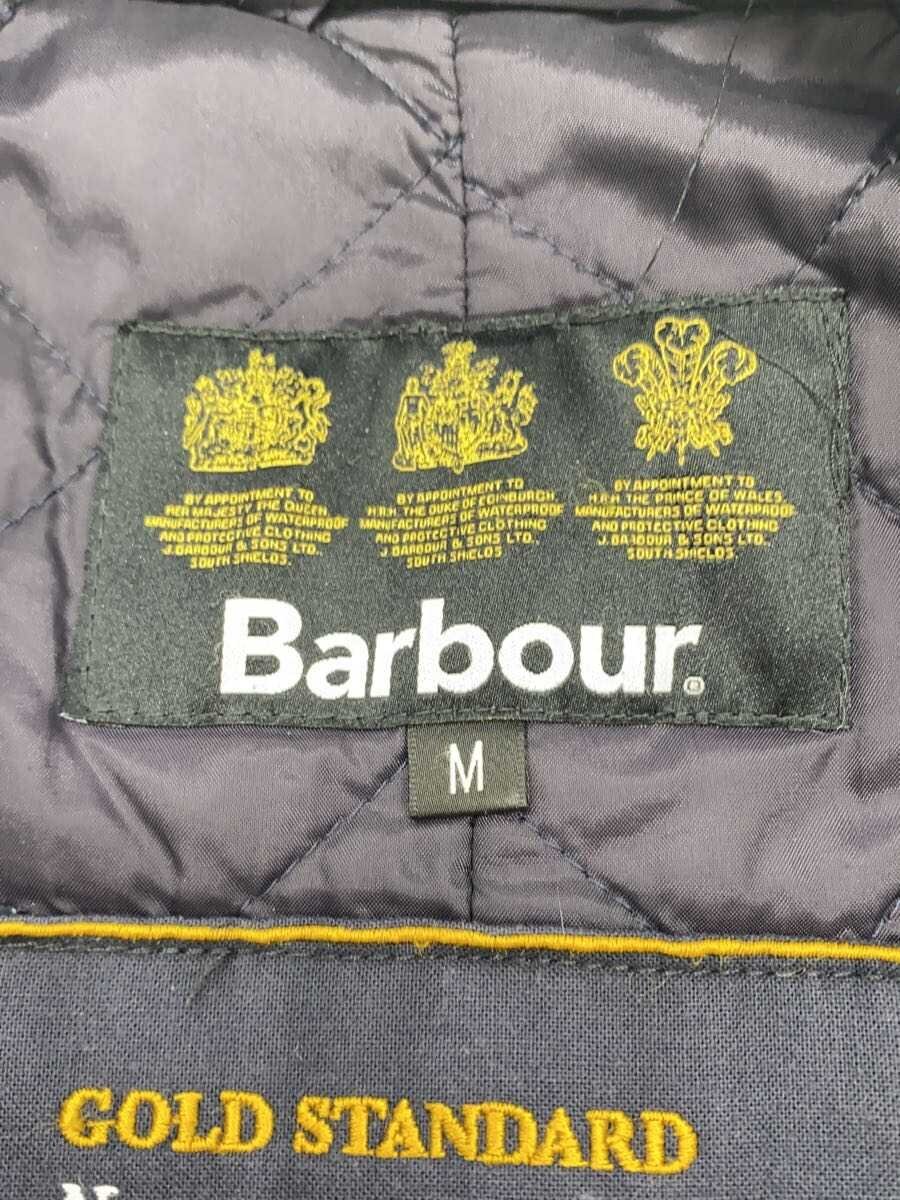 BY APPOINTMENT TO
HER MAJESTY THE QUEEN
MANUFACTURERS OF WATERPROOF
AND PROTECTIVE CLOTHING
J. BARBOUR & SONS LTD.
SOUTH SHIELDS.
BY APPOINTMENT TO
H.R.H. THE DUKE OF EDINBURGH
MANUFACTURERS OF WATERPROOF
AND PROTECTIVE CLOTHING
J. BARBOUR & SONS LTD.
SOUTH SHIELDS
BY APPOINTMENT TO
H.R.H. THE PRINCE OF WALES
MANUFACTURERS OF WATERPROOF
AND PROTECTIVE CLOTHING
J. BARBOUR & SONS LTD.
SOUTH SHIELDS
Barbour®
M
GOLD STANDARD